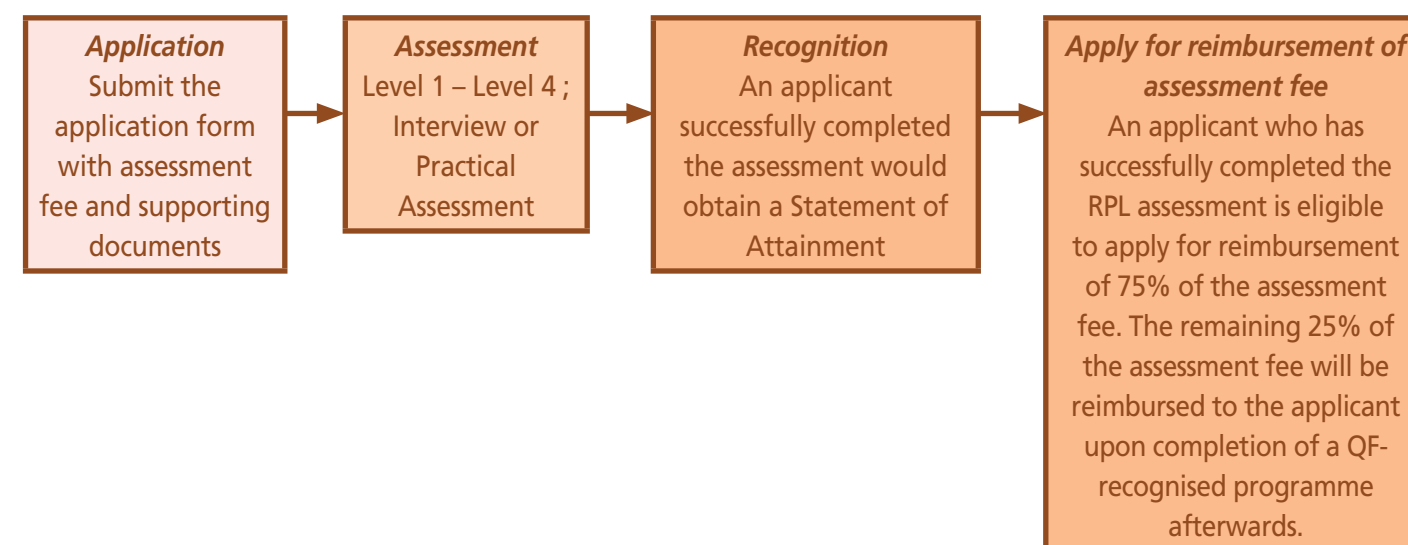 Application
Submit the
application form
with assessment
fee and supporting
documents
Assessment
Level 1 – Level 4 ;
Interview or
Practical
Assessment
Recognition
An applicant
successfully completed
the assessment would
obtain a Statement of
Attainment
Apply for reimbursement of
assessment fee
An applicant who has
successfully completed the
RPL assessment is eligible
to apply for reimbursement
of 75% of the assessment
fee. The remaining 25% of
the assessment fee will be
reimbursed to the applicant
upon completion of a QF-
recognised programme
afterwards.